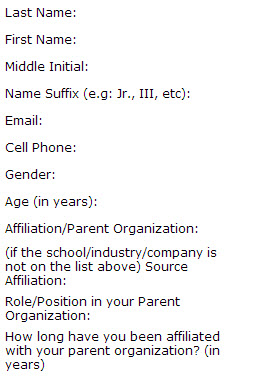 Last Name:
First Name:
Middle Initial:
Name Suffix (e.g: Jr., III, etc):
Email:
Cell Phone:
Gender:
Age (in years):
Affiliation/Parent Organization:
(if the school/industry/company is
not on the list above) Source
Affiliation:
Role/Position in your Parent
Organization:
How long have you been affiliated
with your parent organization? (in
years)